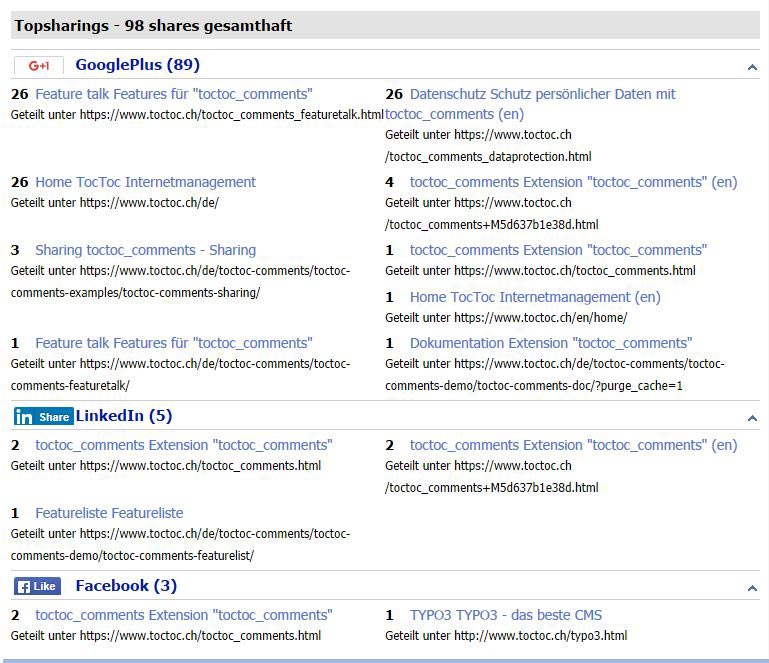 Topsharings - 98 shares gesamthaft
G+1 GooglePlus (89)
26 Feature talk Features für "toctoc_comments"
Geteilt unter https://www.toctoc.ch/toctoc_comments_featuretalk.html
26 Datenschutz Schutz persönlicher Daten mit
toctoc_comments (en)
Geteilt unter https://www.toctoc.ch
/toctoc_comments_dataprotection.html
26 Home TocToc Internetmanagement
Geteilt unter https://www.toctoc.ch/de/
4 toctoc_comments Extension "toctoc_comments" (en)
Geteilt unter https://www.toctoc.ch
/toctoc_comments+M5d637b1e38d.html
3 Sharing toctoc_comments - Sharing
Geteilt unter https://www.toctoc.ch/de/toctoc-comments/toctoc-
comments-examples/toctoc-comments-sharing/
1 toctoc_comments Extension "toctoc_comments"
Geteilt unter https://www.toctoc.ch/toctoc_comments.html
1 Home TocToc Internetmanagement (en)
Geteilt unter https://www.toctoc.ch/en/home/
1 Feature talk Features für "toctoc_comments"
Geteilt unter https://www.toctoc.ch/de/toctoc-comments/toctoc-
comments-featuretalk/
1 Dokumentation Extension "toctoc_comments"
Geteilt unter https://www.toctoc.ch/de/toctoc-comments/toctoc-
comments-demo/toctoc-comments-doc/?purge_cache=1
in Share LinkedIn (5)
2 toctoc_comments Extension "toctoc_comments"
Geteilt unter https://www.toctoc.ch/toctoc_comments.html
2 toctoc_comments Extension "toctoc_comments" (en)
Geteilt unter https://www.toctoc.ch
/toctoc_comments+M5d637b1e38d.html
1 Featureliste Featureliste
Geteilt unter https://www.toctoc.ch/de/toctoc-comments/toctoc-
comments-demo/toctoc-comments-featurelist/
f Like Facebook (3)
2 toctoc_comments Extension "toctoc_comments"
Geteilt unter https://www.toctoc.ch/toctoc_comments.html
1 TYPO3 TYPO3 - das beste CMS
Geteilt unter http://www.toctoc.ch/typo3.html